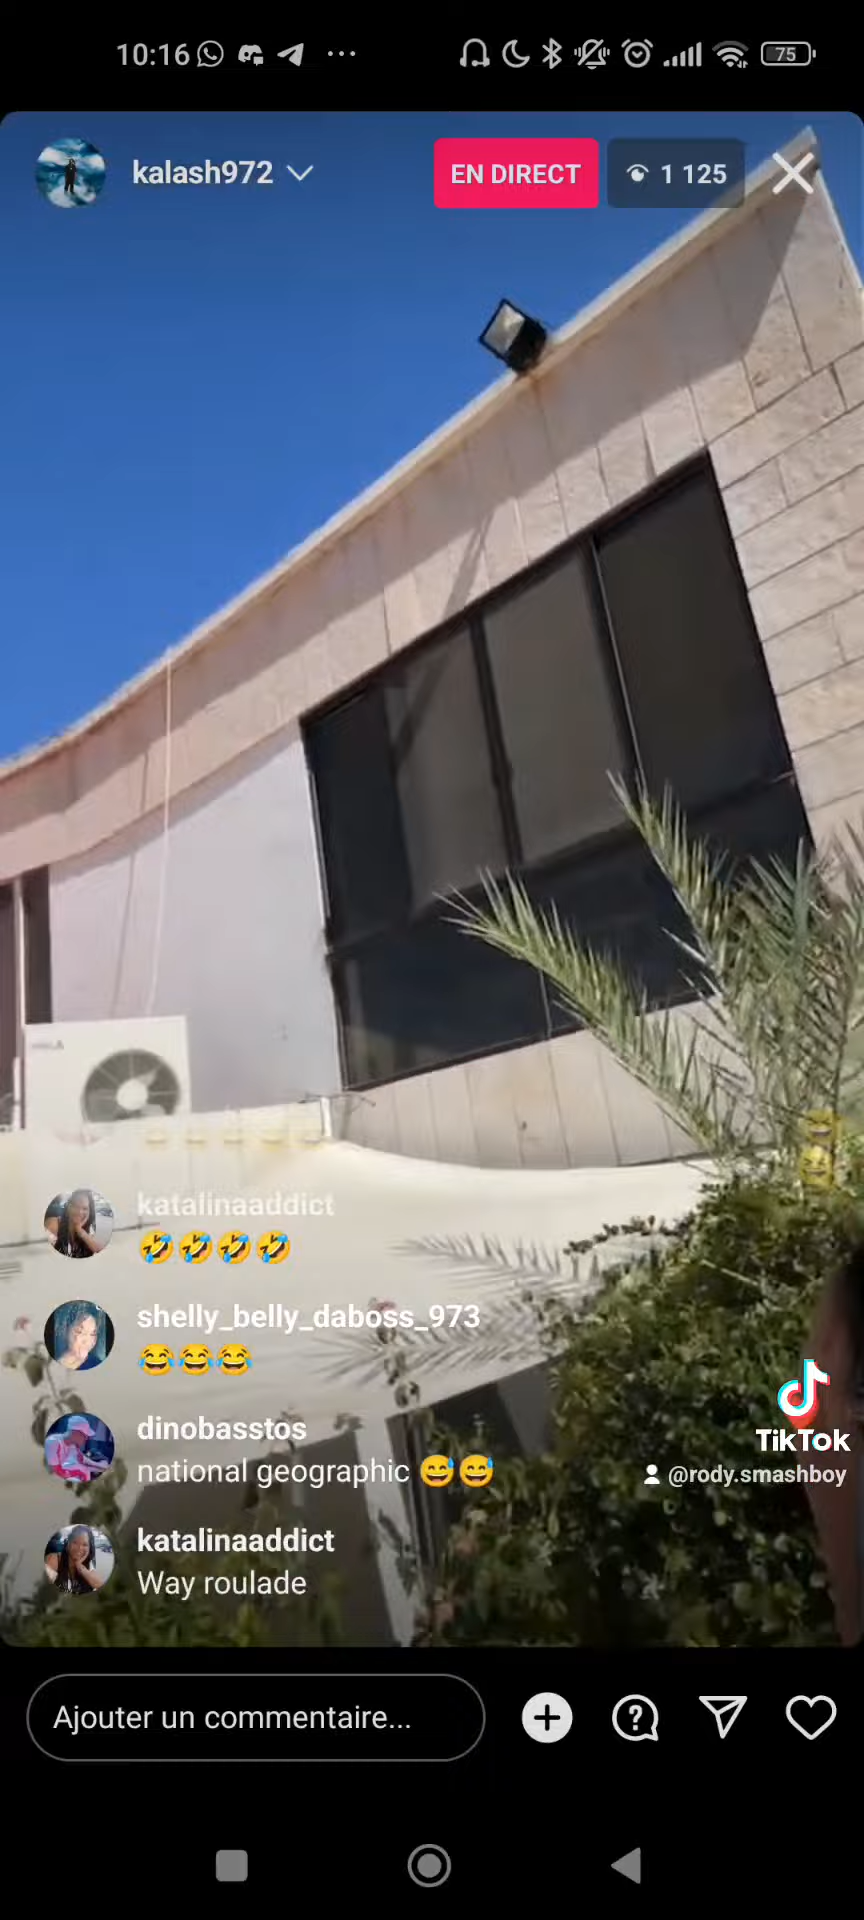 10:16
75
kalash972
EN DIRECT
1 125
katalinaaddict
🤣🤣🤣🤣
shelly_belly_daboss_973
😂😂😂
dinobasstos
national geographic 😅😅
TikTok
@rody.smashboy
katalinaaddict
Way roulade
Ajouter un commentaire...